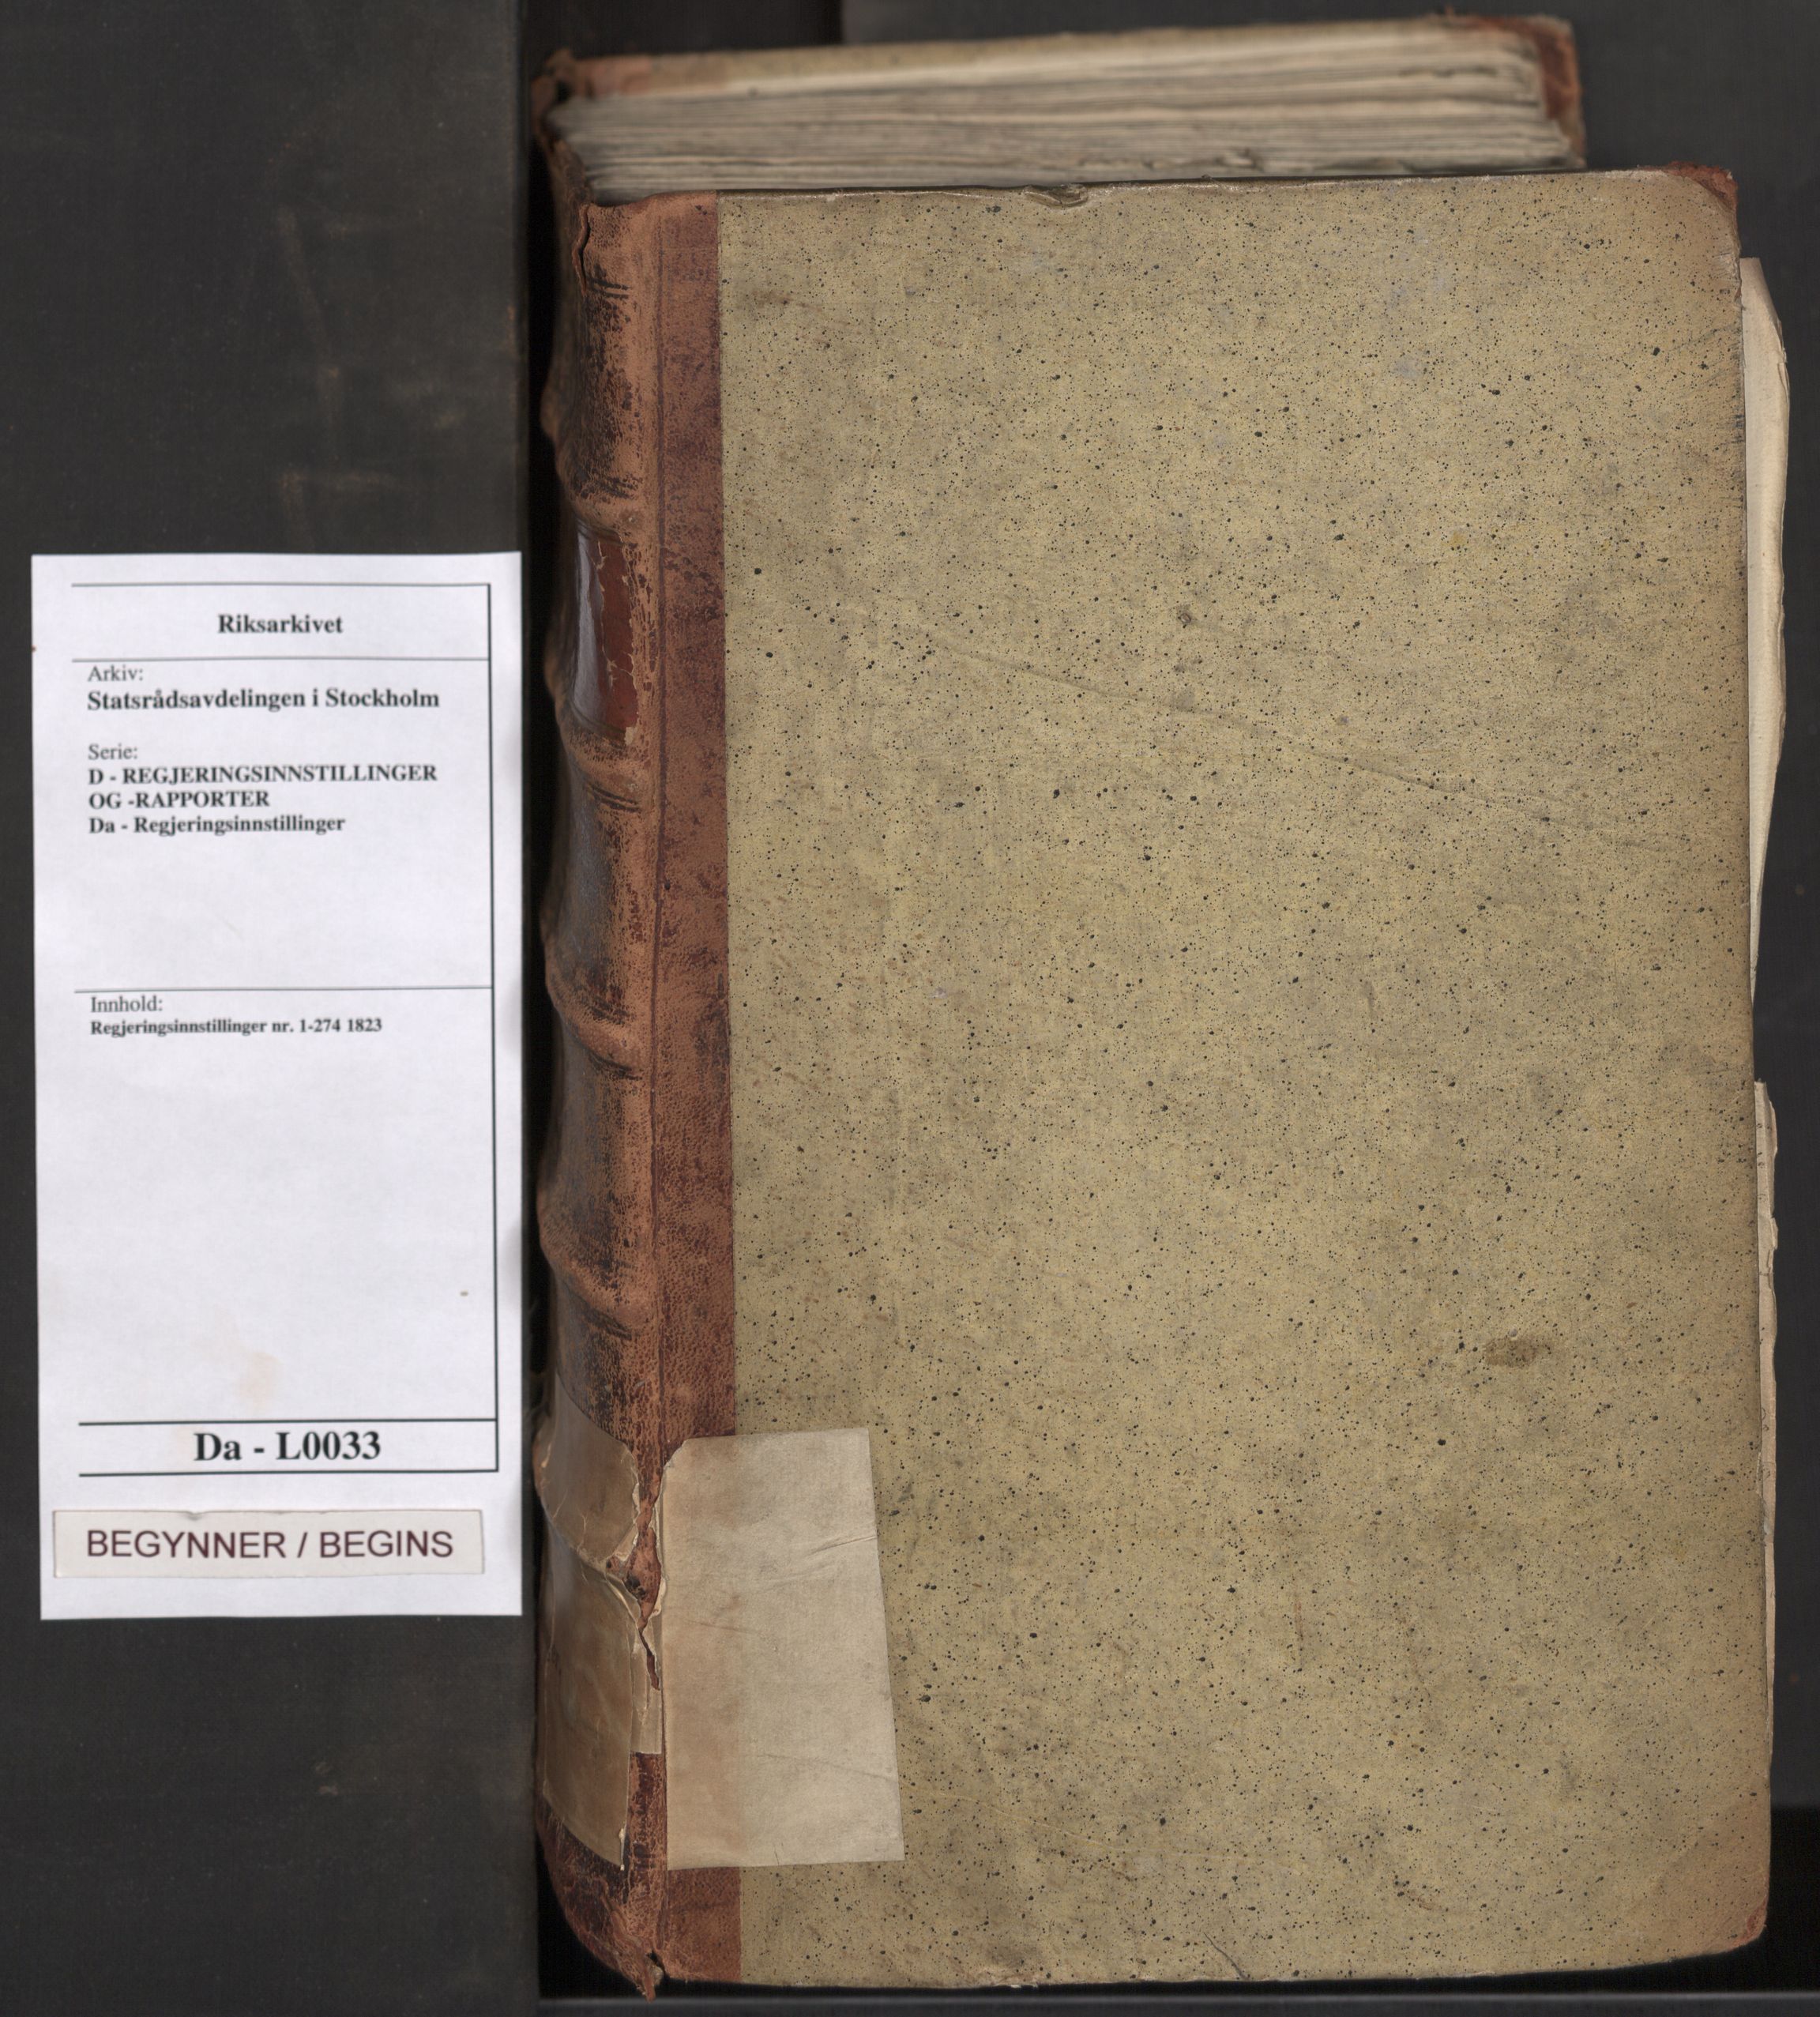 Riksarkivet
Arkiv:
Statsrådsavdelingen i Stockholm
Serie:
D - REGJERINGSINNSTILLINGER
OG -RAPPORTER
Da - Regjeringsinnstillinger
Innhold:
Regjeringsinnstillinger nr. 1-274 1823
Da - L0033
BEGYNNER / BEGINS